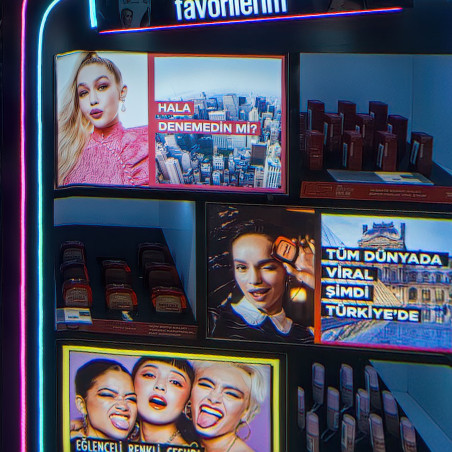 favorilerim
HALA
DENEMEDİN Mİ?
TÜM DÜNYADA
VİRAL
ŞİMDİ
TÜRKİYE'DE
EĞLENCELİ RENKLİ